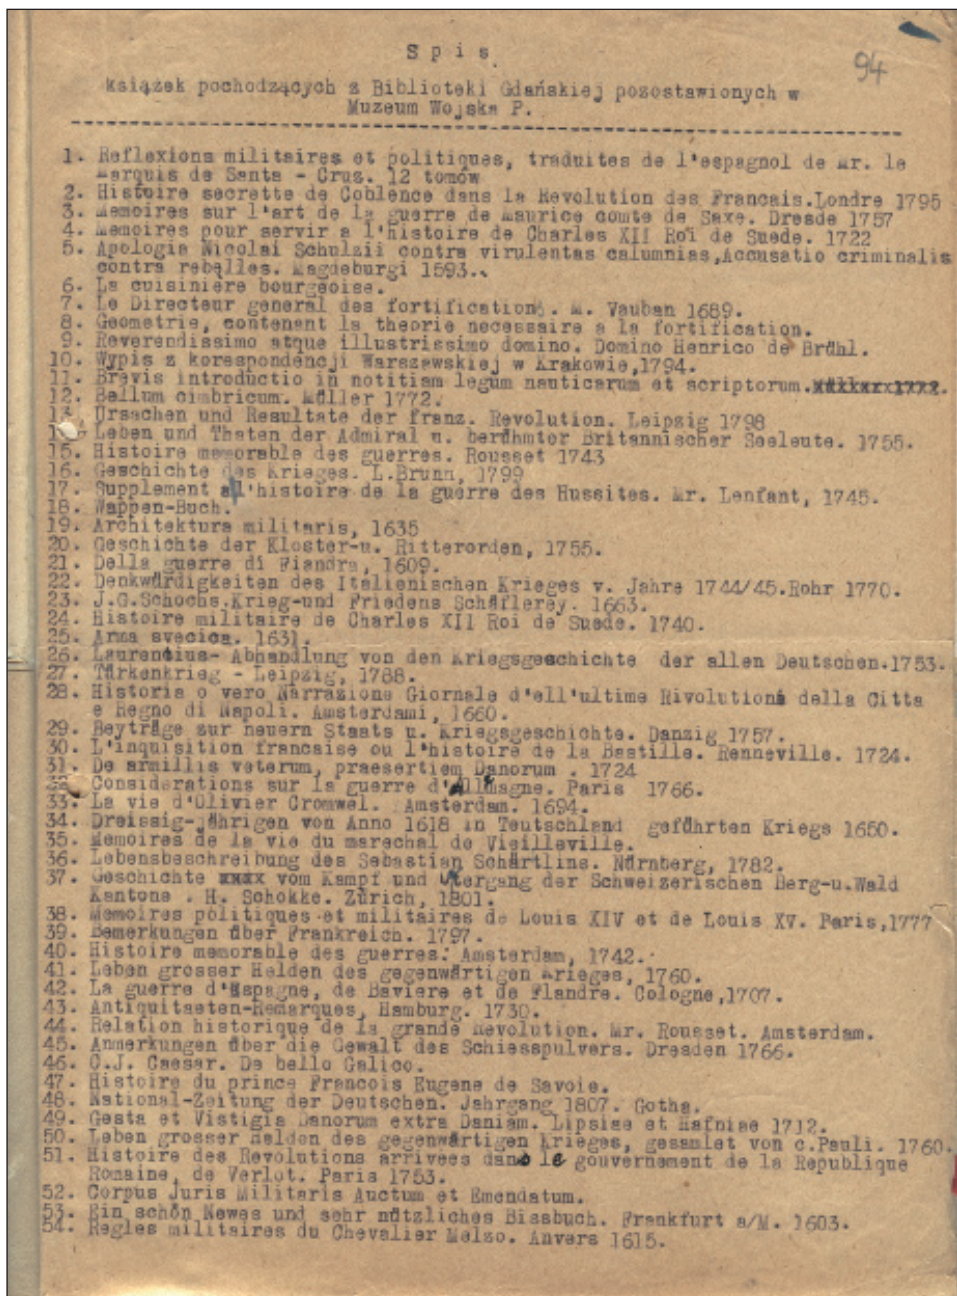 94
S p i s
książek pochodzących z Biblioteki Gdańskiej pozostawionych w
Muzeum Wojska P.
1. Reflexions militaires et politiques, traduites de l'espagnol de Mr. le
Marquis de Santa - Cruz. 12 tomów
2. Histoire secrette de Coblence dans la Revolution des Francais.Londre 1795
3. Memoires sur l'art de la guerre de Maurice comte de Saxe. Dresde 1757
4. Memoires pour servir a l'histoire de Charles XII Roi de Suede. 1722
5. Apologia Nicolai Schulzii contra virulentas calumnias,Accusatio criminalis
contra rebelles. Magdeburgi 1593.
6. La cuisiniere bourgeoise.
7. Le Directeur general des fortifications. M. Vauban 1689.
8. Geometrie, contenant la theorie necessaire a la fortification.
9. Reverendissimo atque illustrissimo domino. Domino Henrico de Brühl.
10. Wypis z korespondencji Warszawskiej w Krakowie,1794.
11. Brevis introductio in notitiam legum nauticarum et scriptorum.
12. Bellum cimbricum. Müller 1772.
13. Ursachen und Resultate der franz. Revolution. Leipzig 1798
Leben und Thaten der Admiral u. berühmter Britannischer Seeleute. 1755.
15. Histoire memorable des guerres. Rousset 1743
16. Geschichte des Krieges. L.Brunn, 1799
17. Supplement a l'histoire de la guerre des Hussites. Mr. Lenfant, 1745.
18. Wappen-Buch.
19. Architektura militaris, 1635
20. Geschichte der Kloster-u. Ritterorden, 1755.
21. Della guerre di Fiandra, 1609.
22. Denkwürdigkeiten des Italienischen Krieges v. Jahre 1744/45.Rohr 1770.
23. J.G.Schochs.Krieg-und Friedens Schäflerey. 1663.
24. Histoire militaire de Charles XII Roi de Suede. 1740.
25. Arma svecica. 1631.
26. Laurentius- Abhandlung von den Kriegsgeschichte der allen Deutschen.1753.
27. Türkenkrieg - Leipzig, 1788.
28. Historia o vero Narrazione Giornale d'ell'ultime Rivolutione della Citta
e Regno di Napoli. Amsterdami, 1660.
29. Beyträge zur neuern Staats u. Kriegsgeschichte. Danzig 1757.
30. L'inquisition francaise ou l'histoire de la Bastille. Renneville. 1724.
31. De armillis veterum, praesertiem Danorum . 1724
32. Considerations sur la guerre d'Allemagne. Paris 1766.
33. La vie d'Olivier Cromwel. Amsterdam. 1694.
34. Dreissig-jährigen von Anno 1618 in Teutschland geführten Kriegs 1650.
35. Memoires de la vie du marechal de Vieilleville.
36. Lebensbeschreibung des Sebastian Schärtlins. Nürnberg, 1782.
37. Geschichte vom Kampf und Utergang der Schweizerischen Berg-u.Wald
Kantone . H. Schokke. Zürich, 1801.
38. Memoires politiques et militaires de Louis XIV et de Louis XV. Paris,1777
39. Bemerkungen über Frankreich. 1797.
40. Histoire memorable des guerres. Amsterdam, 1742.
41. Leben grosser Helden des gegenwärtigen Krieges, 1760.
42. La guerre d'Espagne, de Baviere et de Flandre. Cologne,1707.
43. Antiquitaeten-Remarques, Hamburg. 1730.
44. Relation historique de la grande Revolution. Mr. Rousset. Amsterdam.
45. Anmerkungen über die Gewalt des Schiesspulvers. Dresden 1766.
46. C.J. Caesar. De bello Galico.
47. Histoire du prince Francois Eugene de Savoie.
48. National-Zeitung der Deutschen. Jahrgang 1807. Gotha.
49. Gesta et Vistigia Danorum extra Daniam. Lipsiae et Hafniae 1712.
50. Leben grosser Helden des gegenwärtigen Krieges, gesamlet von c.Pauli. 1760.
51. Histoire des Revolutions arrivees dans le gouvernement de la Republique
Romaine, de Verlot. Paris 1753.
52. Corpus Juris Militaris Auctum et Emendatum.
53. Ein schön Newes und sehr nützliches Bissbuch. Frankfurt a/M. 1603.
54. Regles militaires du Chevalier Melzo. Anvers 1615.